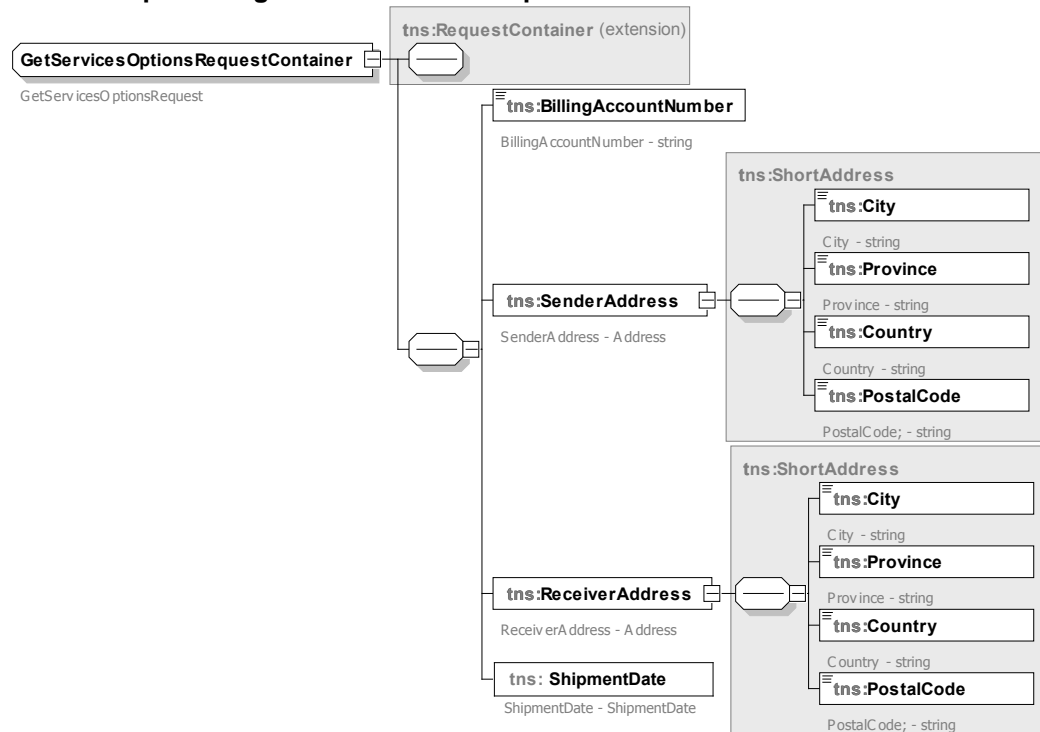 tns:RequestContainer (extension)
GetServicesOptionsRequestContainer
GetServicesOptionsRequest
tns:BillingAccountNumber
BillingAccountNumber - string
tns:ShortAddress
tns:City
City - string
tns:Province
Province - string
tns:SenderAddress
SenderAddress - Address
tns:Country
Country - string
tns:PostalCode
PostalCode; - string
tns:ShortAddress
tns:City
City - string
tns:Province
Province - string
tns:ReceiverAddress
ReceiverAddress - Address
tns:Country
Country - string
tns: ShipmentDate
ShipmentDate - ShipmentDate
tns:PostalCode
PostalCode; - string